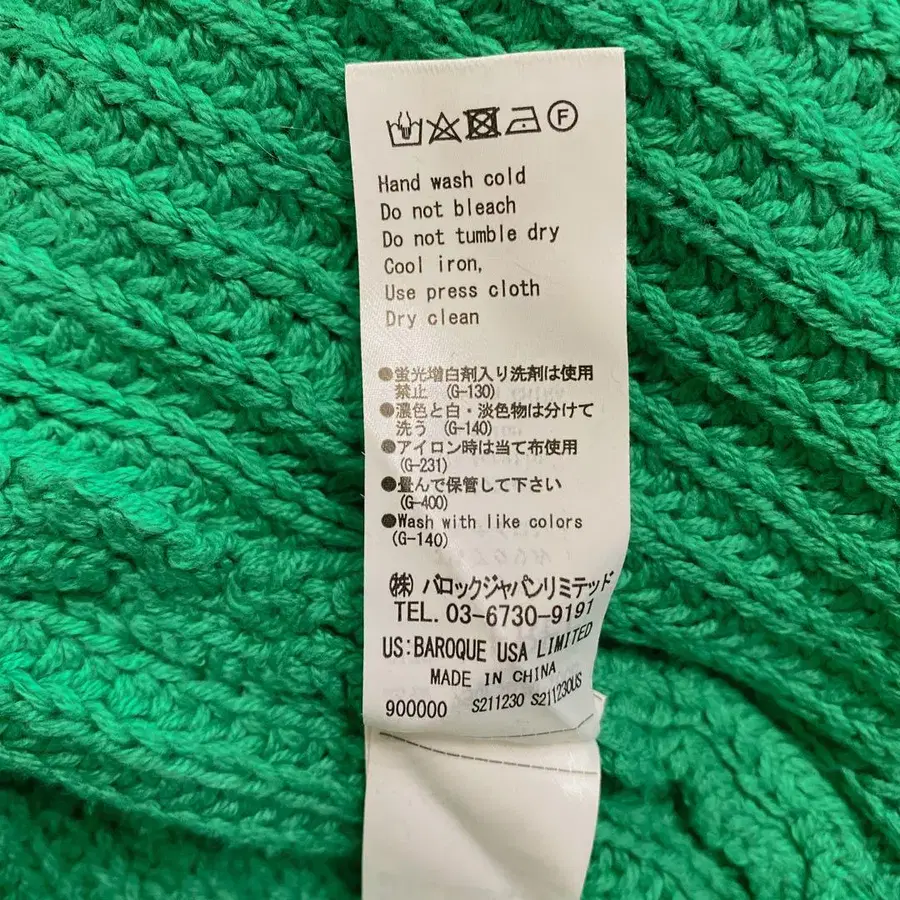 F
Hand wash cold
Do not bleach
Do not tumble dry
Cool iron,
Use press cloth
Dry clean
●蛍光増白剤入り洗剤は使用
禁止 (G-130)
●濃色と白・淡色物は分けて
洗う (G-140)
●アイロン時は当て布使用
(G-231)
●畳んで保管して下さい
(G-400)
●Wash with like colors
(G-140)
㈱ バロックジャパンリミテッド
TEL. 03-6730-9191
US:BAROQUE USA LIMITED
MADE IN CHINA
900000 S211230 S211230US